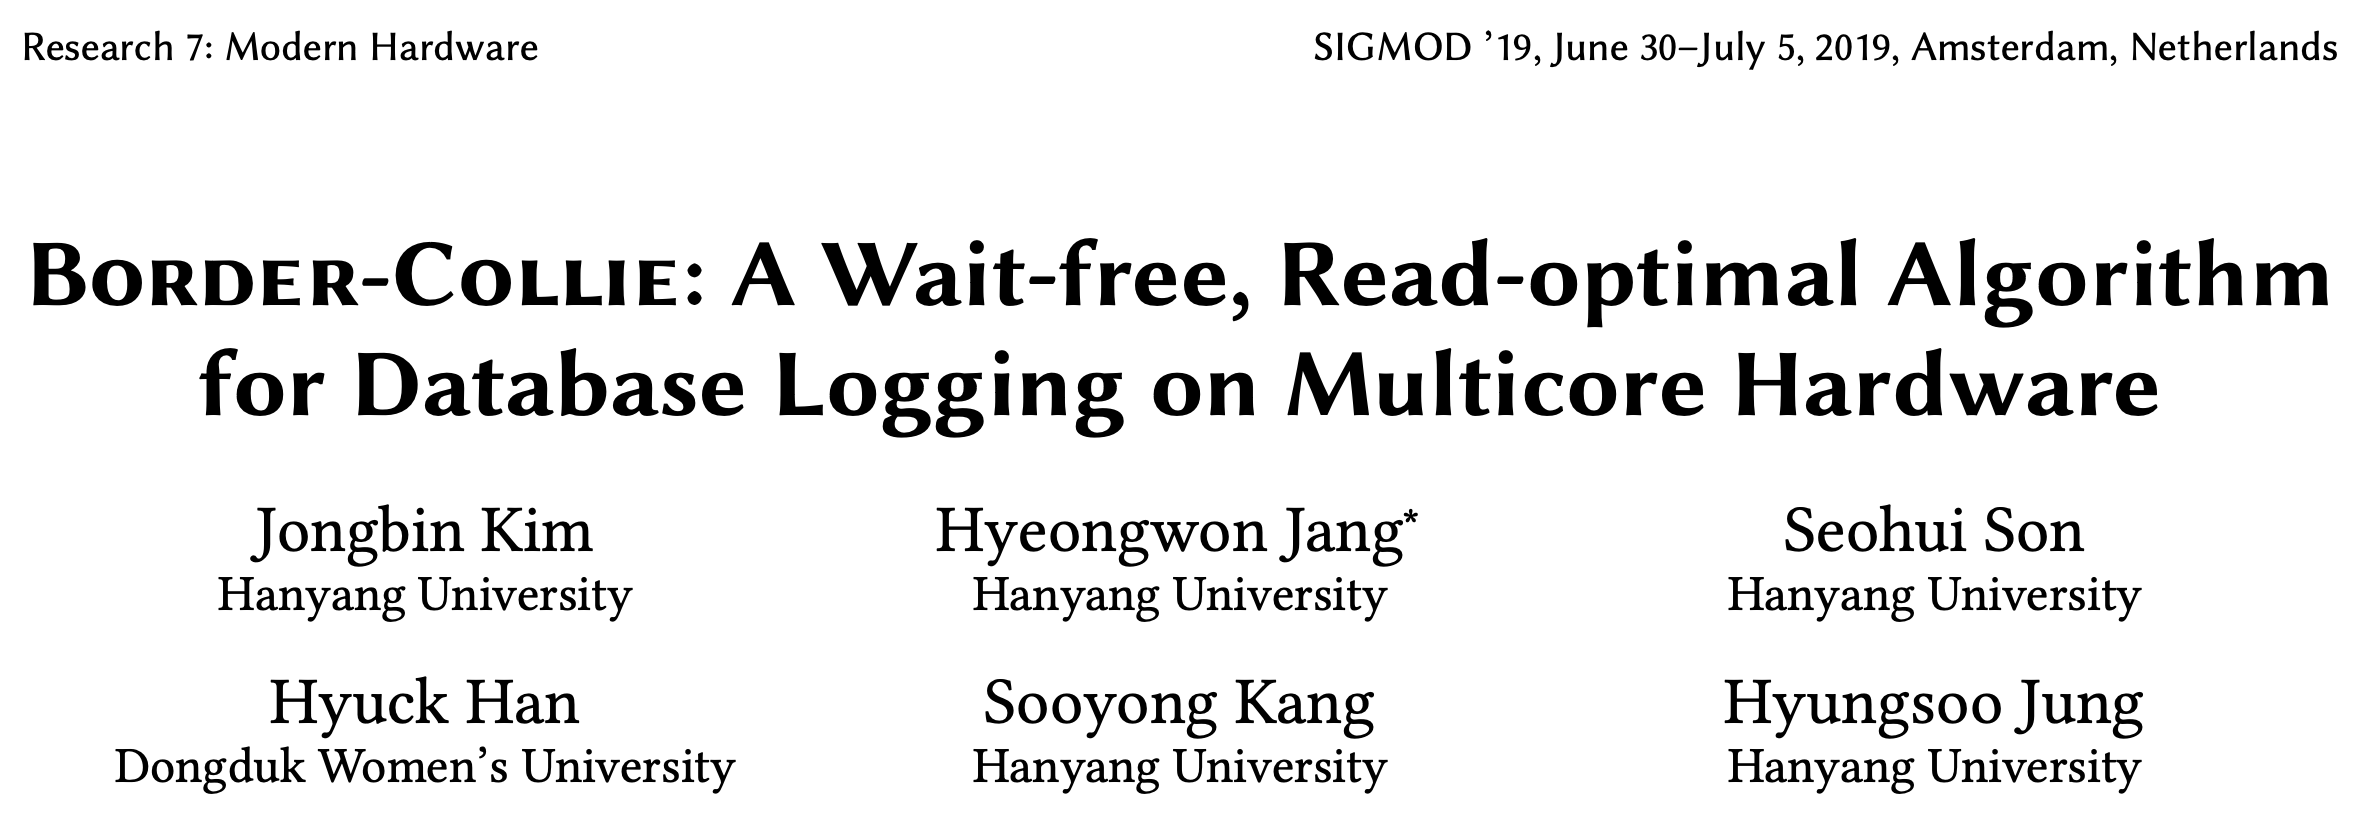 Research 7: Modern Hardware
SIGMOD ’19, June 30–July 5, 2019, Amsterdam, Netherlands
Border-Collie: A Wait-free, Read-optimal Algorithm
for Database Logging on Multicore Hardware
Jongbin Kim
Hanyang University
Hyeongwon Jang*
Hanyang University
Seohui Son
Hanyang University
Hyuck Han
Dongduk Women’s University
Sooyong Kang
Hanyang University
Hyungsoo Jung
Hanyang University